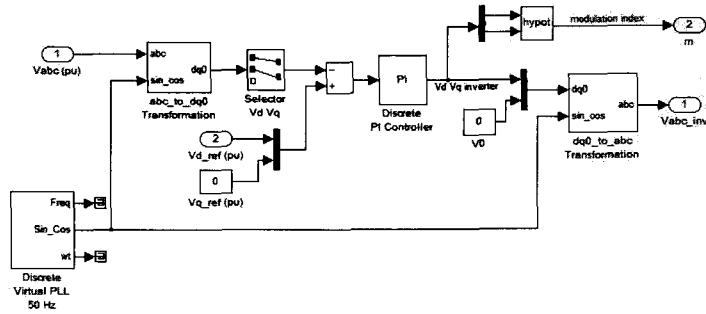 hypot
modulation index
2
m
1
Vabc (pu)
abc
sin_cos
dq0
abc_to_dq0
Transformation
Selector
Vd Vq
−
+
PI
Discrete
PI Controller
Vd Vq inverter
0
V0
dq0
sin_cos
abc
dq0_to_abc
Transformation
1
Vabc_inv
2
Vd_ref (pu)
0
Vq_ref (pu)
Freq
Sin_Cos
wt
Discrete
Virtual PLL
50 Hz